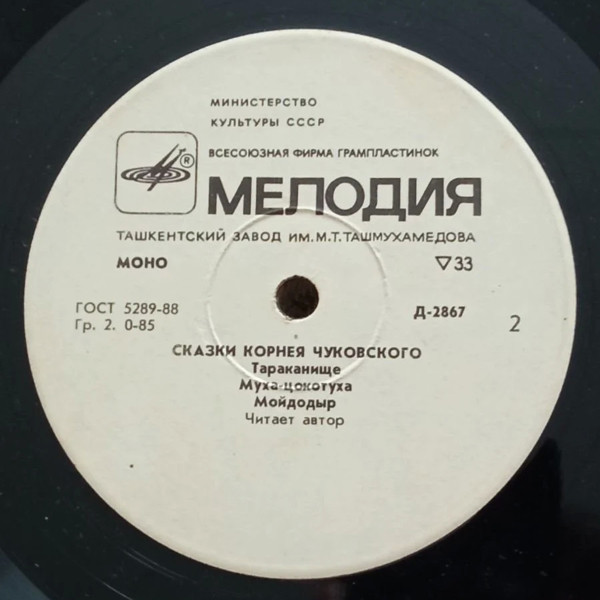 МИНИСТЕРСТВО
КУЛЬТУРЫ СССР
ВСЕСОЮЗНАЯ ФИРМА ГРАМПЛАСТИНОК
®
МЕЛОДИЯ
ТАШКЕНТСКИЙ ЗАВОД ИМ.М.Т.ТАШМУХАМЕДОВА
МОНО ▽33
ГОСТ 5289-88 Д-2867
Гр. 2. 0-85 2
СКАЗКИ КОРНЕЯ ЧУКОВСКОГО
Тараканище
Муха-цокотуха
Мойдодыр
Читает автор